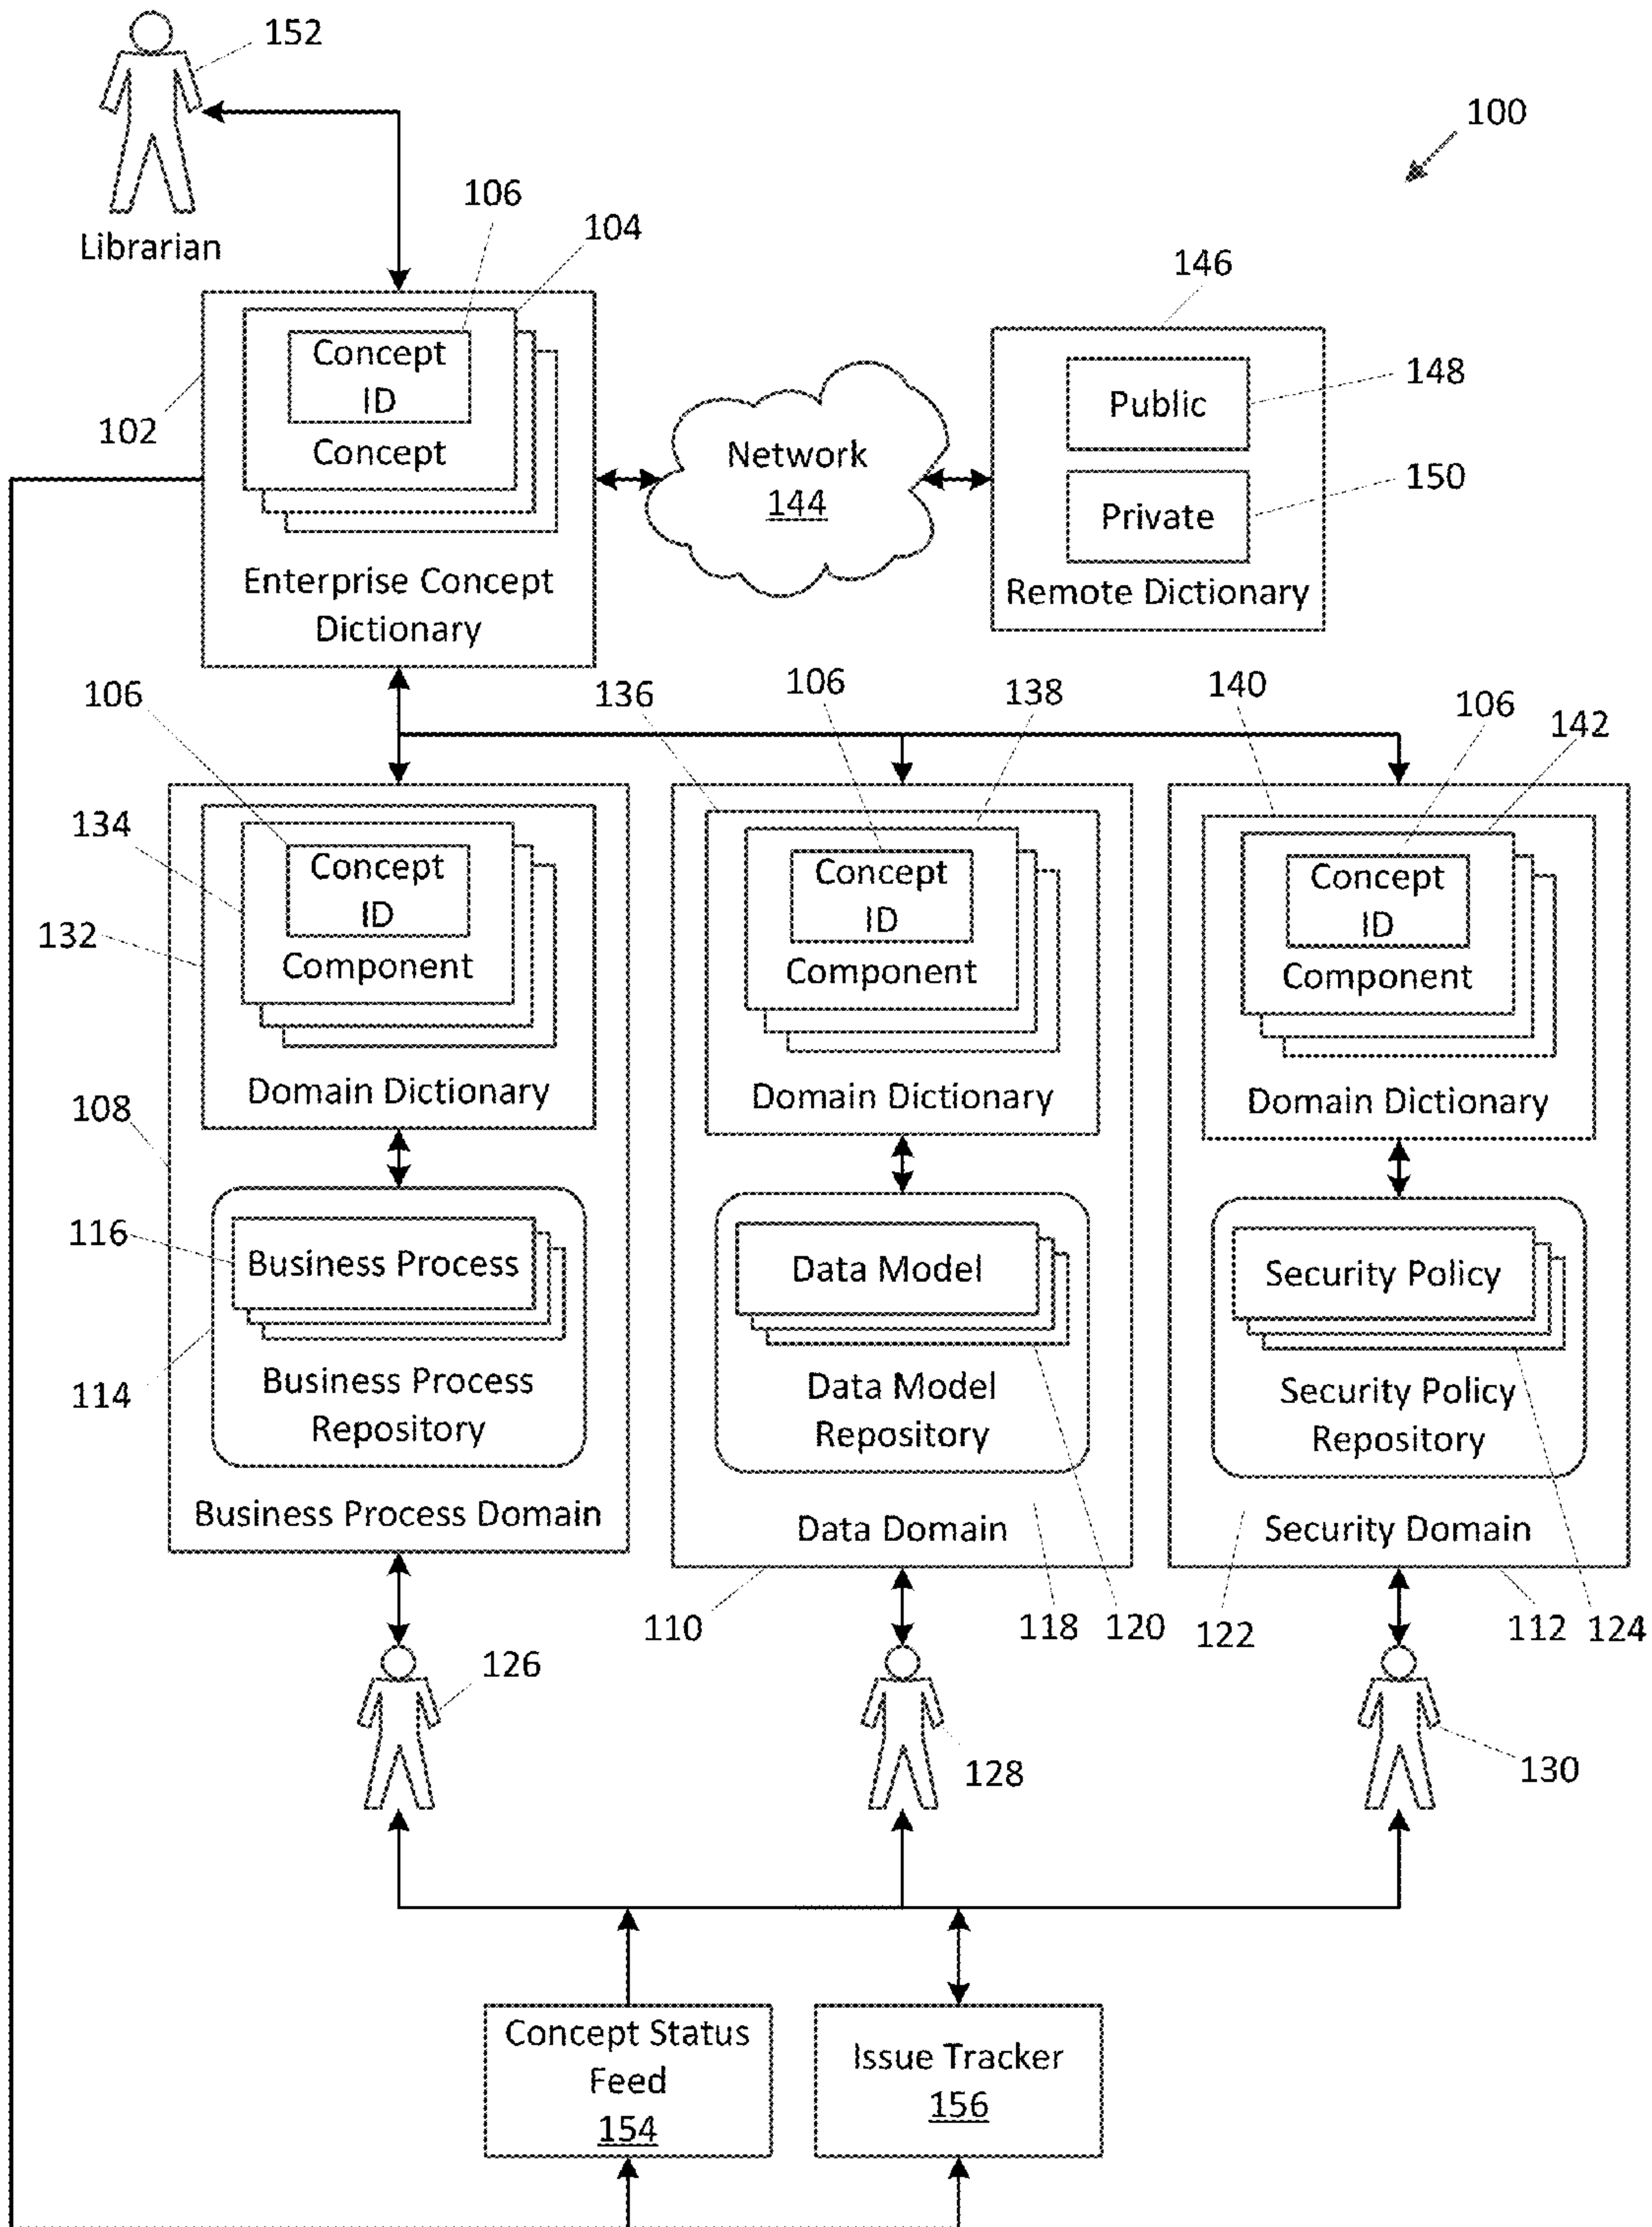 152
100
Librarian
106
104
Concept
ID
Concept
102
Enterprise Concept
Dictionary
Network
144
146
Public
148
Private
150
Remote Dictionary
106
136
106
138
140
106
142
134
132
Concept
ID
Component
Domain Dictionary
Concept
ID
Component
Domain Dictionary
Concept
ID
Component
Domain Dictionary
108
116
114
Business Process
Business Process
Repository
Business Process Domain
Data Model
Data Model
Repository
Data Domain
Security Policy
Security Policy
Repository
Security Domain
110
118
120
122
112
124
126
128
130
Concept Status
Feed
154
Issue Tracker
156